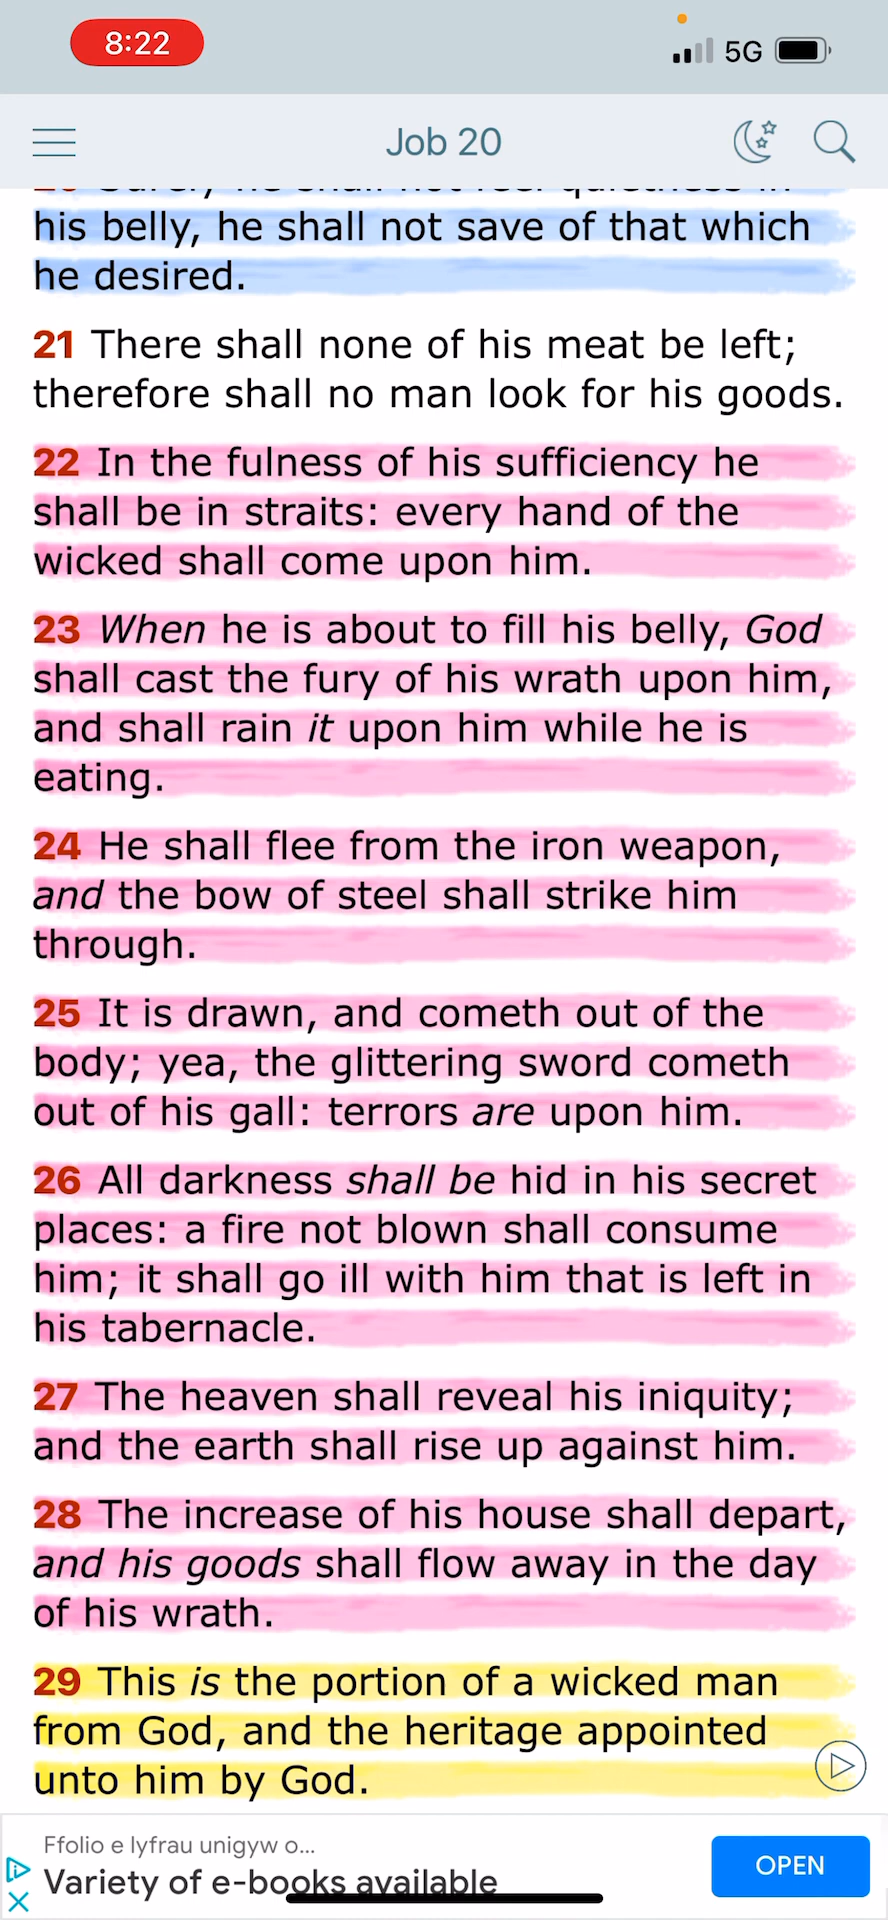 8:22
5G
Job 20
20 Surely he shall not feel quietness in
his belly, he shall not save of that which
he desired.
21 There shall none of his meat be left;
therefore shall no man look for his goods.
22 In the fulness of his sufficiency he
shall be in straits: every hand of the
wicked shall come upon him.
23 When he is about to fill his belly, God
shall cast the fury of his wrath upon him,
and shall rain it upon him while he is
eating.
24 He shall flee from the iron weapon,
and the bow of steel shall strike him
through.
25 It is drawn, and cometh out of the
body; yea, the glittering sword cometh
out of his gall: terrors are upon him.
26 All darkness shall be hid in his secret
places: a fire not blown shall consume
him; it shall go ill with him that is left in
his tabernacle.
27 The heaven shall reveal his iniquity;
and the earth shall rise up against him.
28 The increase of his house shall depart,
and his goods shall flow away in the day
of his wrath.
29 This is the portion of a wicked man
from God, and the heritage appointed
unto him by God.
Ffolio e lyfrau unigyw o...
Variety of e-books available
OPEN